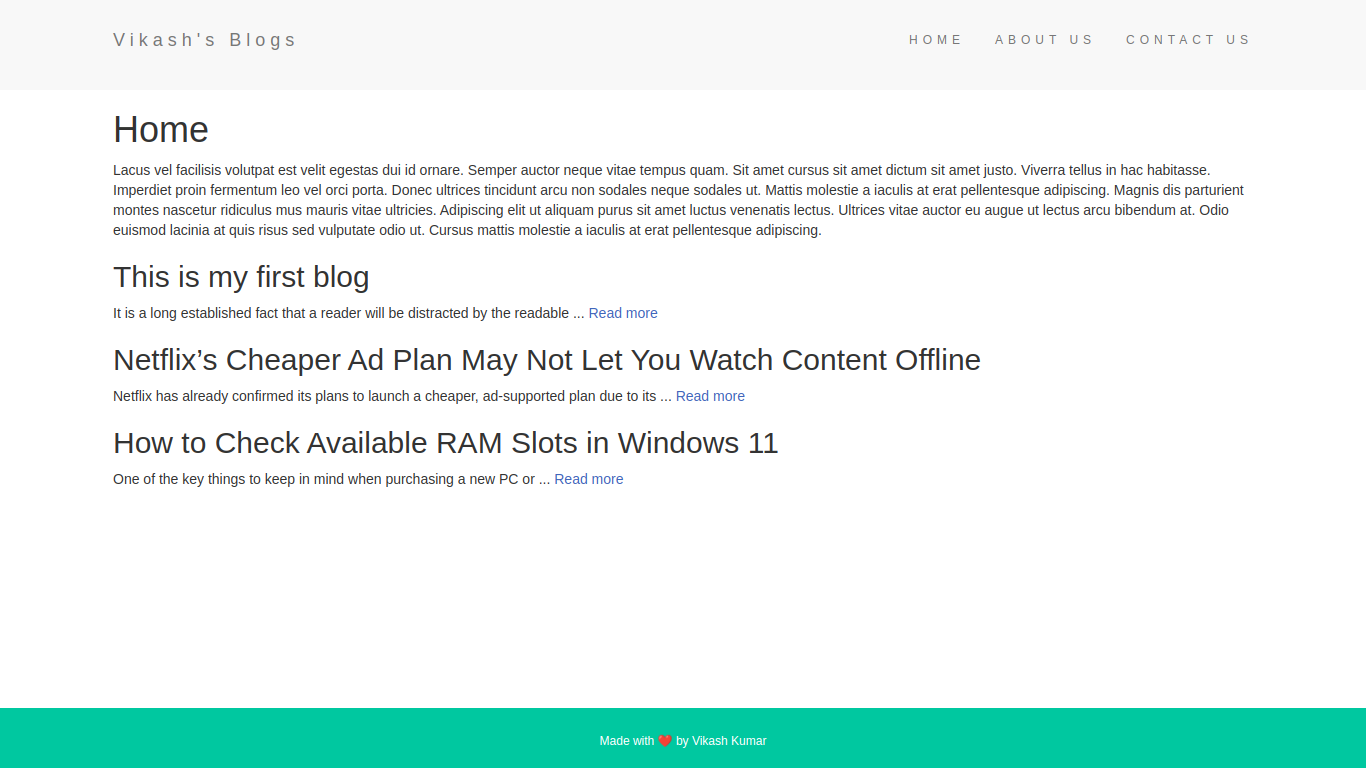 Vikash's Blogs
HOME ABOUT US CONTACT US
Home
Lacus vel facilisis volutpat est velit egestas dui id ornare. Semper auctor neque vitae tempus quam. Sit amet cursus sit amet dictum sit amet justo. Viverra tellus in hac habitasse.
Imperdiet proin fermentum leo vel orci porta. Donec ultrices tincidunt arcu non sodales neque sodales ut. Mattis molestie a iaculis at erat pellentesque adipiscing. Magnis dis parturient
montes nascetur ridiculus mus mauris vitae ultricies. Adipiscing elit ut aliquam purus sit amet luctus venenatis lectus. Ultrices vitae auctor eu augue ut lectus arcu bibendum at. Odio
euismod lacinia at quis risus sed vulputate odio ut. Cursus mattis molestie a iaculis at erat pellentesque adipiscing.
This is my first blog
It is a long established fact that a reader will be distracted by the readable ... Read more
Netflix’s Cheaper Ad Plan May Not Let You Watch Content Offline
Netflix has already confirmed its plans to launch a cheaper, ad-supported plan due to its ... Read more
How to Check Available RAM Slots in Windows 11
One of the key things to keep in mind when purchasing a new PC or ... Read more
Made with ❤️ by Vikash Kumar